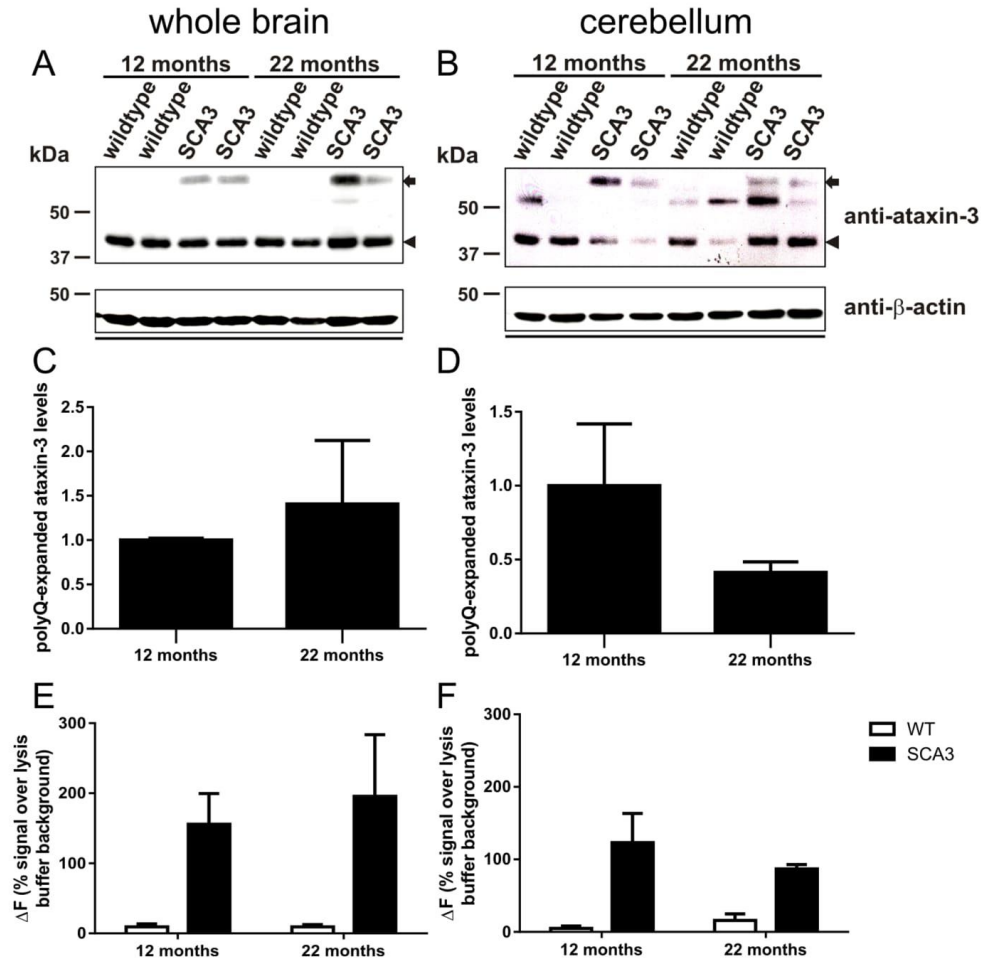 whole brain
cerebellum
A
12 months 22 months
wildtype wildtype SCA3 SCA3 wildtype wildtype SCA3 SCA3
kDa
50
37
50
B
12 months 22 months
wildtype wildtype SCA3 SCA3 wildtype wildtype SCA3 SCA3
kDa
50
37
50
anti-ataxin-3
anti-β-actin
C
polyQ-expanded ataxin-3 levels
2.5
2.0
1.5
1.0
0.5
0.0
12 months 22 months
D
polyQ-expanded ataxin-3 levels
1.5
1.0
0.5
0.0
12 months 22 months
E
ΔF (% signal over lysis
buffer background)
300
200
100
0
12 months 22 months
F
ΔF (% signal over lysis
buffer background)
300
200
100
0
12 months 22 months
WT
SCA3